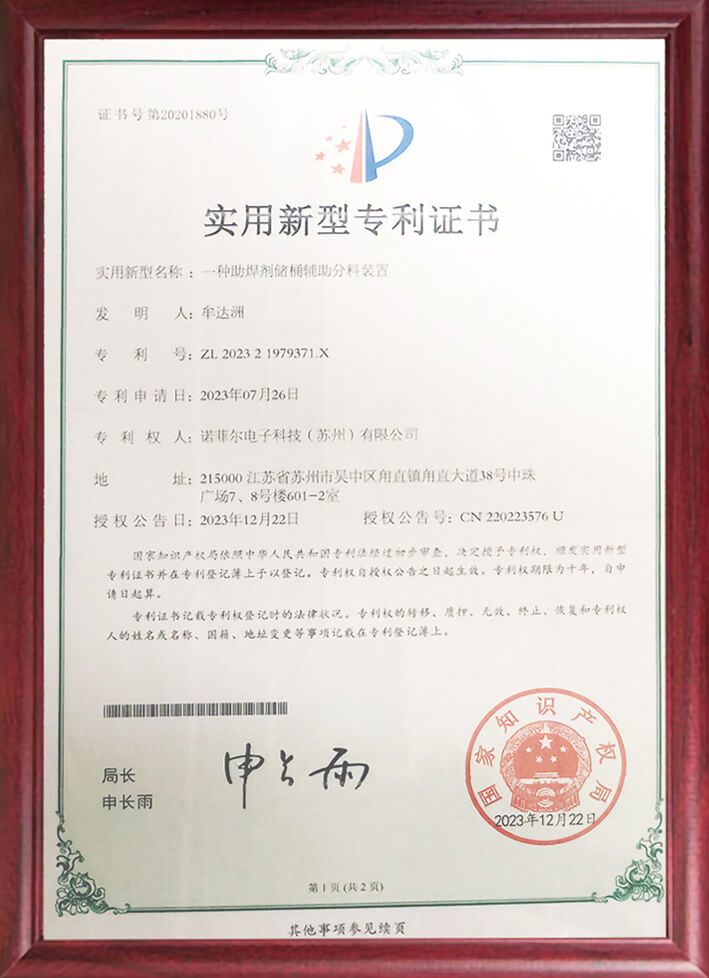 证书号第20201880号
实用新型专利证书
实用新型名称：一种助焊剂储桶辅助分料装置
发明人：牟达洲
专利号：ZL 2023 2 1979371.X
专利申请日：2023年07月26日
专利权人：诺菲尔电子科技（苏州）有限公司
地址：215000 江苏省苏州市吴中区甪直镇甪直大道38号中珠
广场7、8号楼601-2室
授权公告日：2023年12月22日 授权公告号：CN 220223576 U
国家知识产权局依照中华人民共和国专利法经过初步审查，决定授予专利权，颁发实用新型
专利证书并在专利登记簿上予以登记。专利权自授权公告之日起生效。专利权期限为十年，自申
请日起算。
专利证书记载专利权登记时的法律状况。专利权的转移、质押、无效、终止、恢复和专利权
人的姓名或名称、国籍、地址变更等事项记载在专利登记簿上。
局长
申长雨
申长雨
国家知识产权局
2023年12月22日
第1页(共2页)
其他事项参见续页